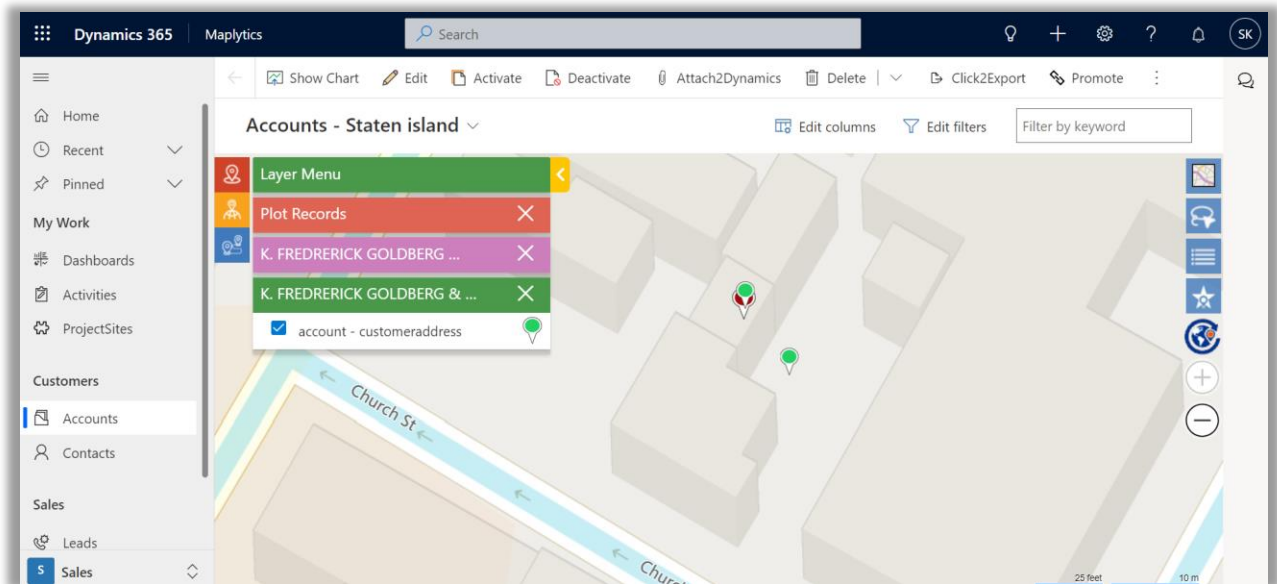 Dynamics 365 Maplytics Search SK
Show Chart Edit Activate Deactivate Attach2Dynamics Delete Click2Export Promote
Home
Recent
Pinned
My Work
Dashboards
Activities
ProjectSites
Customers
Accounts
Contacts
Sales
Leads
S Sales
Accounts - Staten island Edit columns Edit filters Filter by keyword
Layer Menu
Plot Records
K. FREDRERICK GOLDBERG ...
K. FREDRERICK GOLDBERG & ...
account - customeraddress
Church St
Church
25 feet 10 m